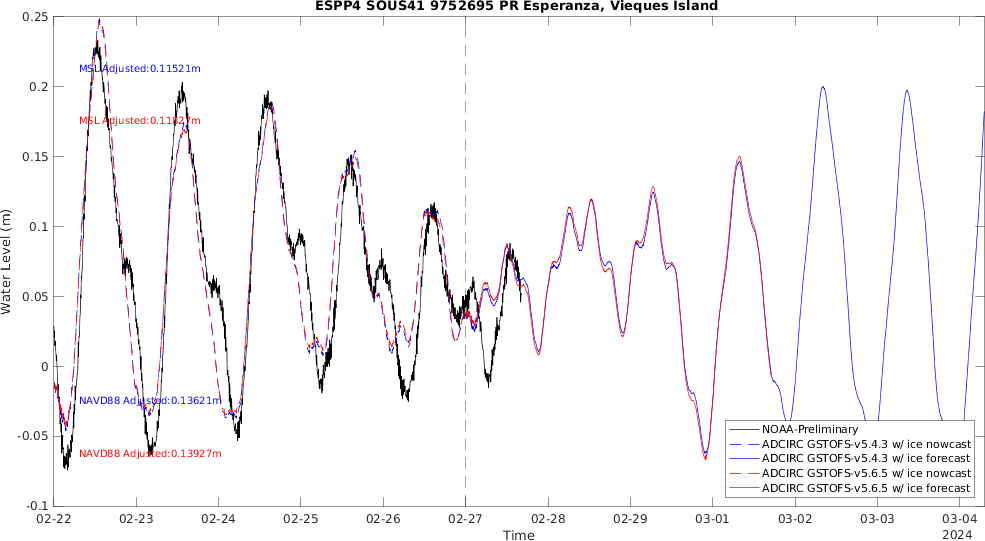 ESPP4 SOUS41 9752695 PR Esperanza, Vieques Island
0.25
0.2
0.15
0.1
0.05
0
-0.05
-0.1
Water Level (m)
MSL Adjusted:0.11521m
MSL Adjusted:0.11827m
NAVD88 Adjusted:0.13621m
NAVD88 Adjusted:0.13927m
NOAA-Preliminary
ADCIRC GSTOFS-v5.4.3 w/ ice nowcast
ADCIRC GSTOFS-v5.4.3 w/ ice forecast
ADCIRC GSTOFS-v5.6.5 w/ ice nowcast
ADCIRC GSTOFS-v5.6.5 w/ ice forecast
02-22 02-23 02-24 02-25 02-26 02-27 02-28 02-29 03-01 03-02 03-03 03-04
Time
2024